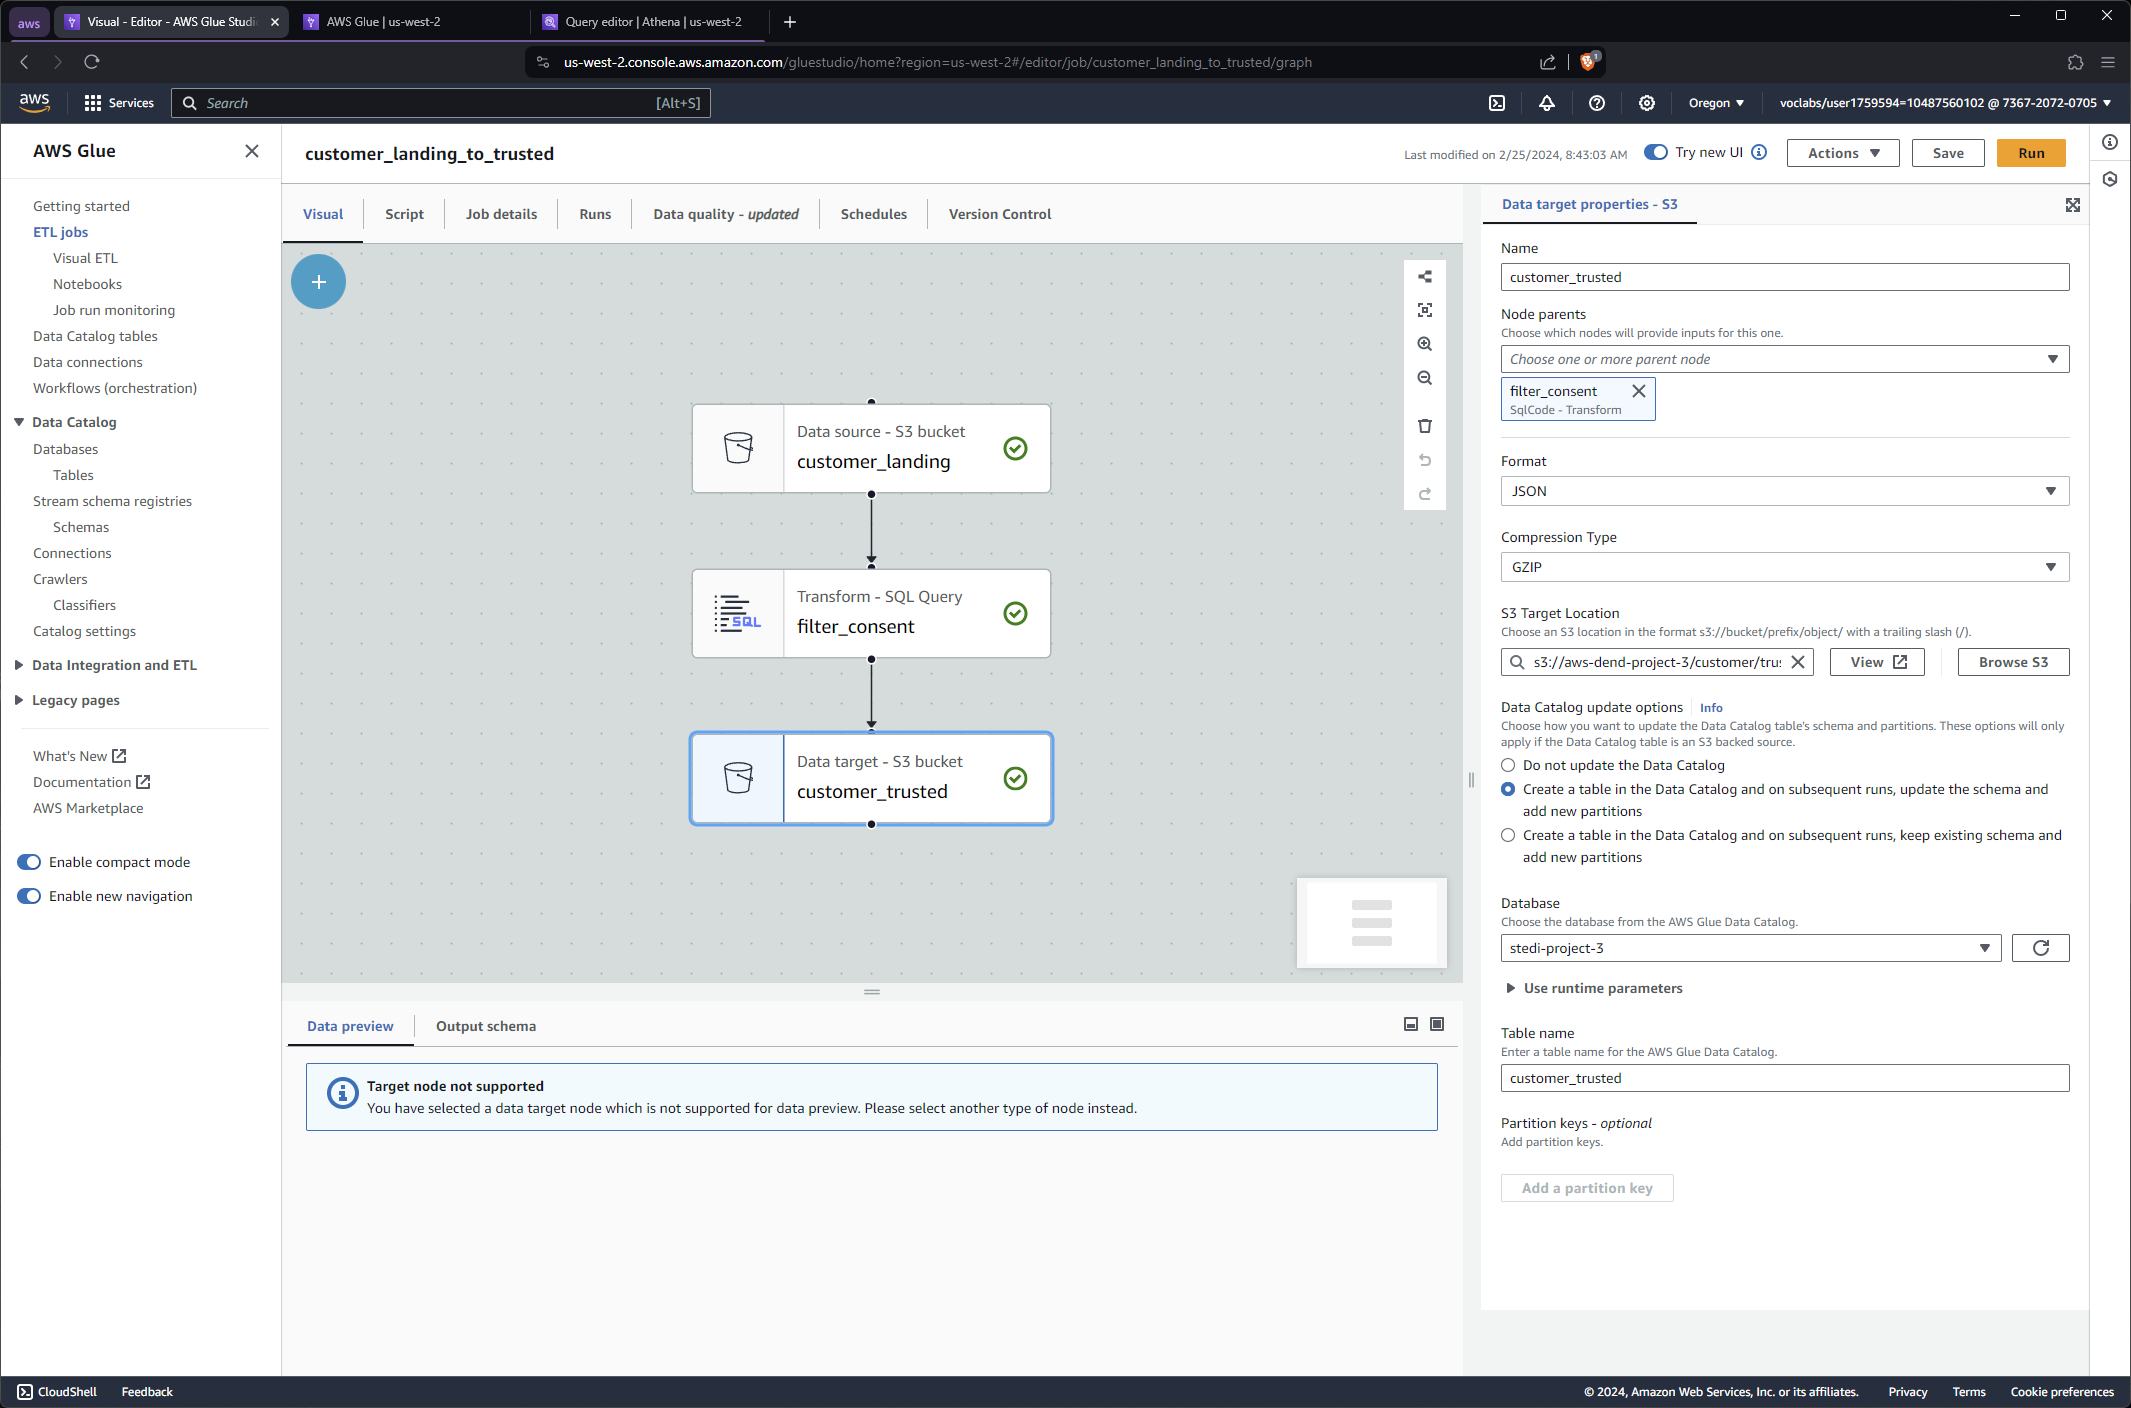 aws
Visual - Editor - AWS Glue Studi
AWS Glue | us-west-2
Query editor | Athena | us-west-2
us-west-2.console.aws.amazon.com/gluestudio/home?region=us-west-2#/editor/job/customer_landing_to_trusted/graph
1
aws
Services
Search
[Alt+S]
Oregon
voclabs/user1759594=10487560102 @ 7367-2072-0705
AWS Glue
Getting started
ETL jobs
Visual ETL
Notebooks
Job run monitoring
Data Catalog tables
Data connections
Workflows (orchestration)
Data Catalog
Databases
Tables
Stream schema registries
Schemas
Connections
Crawlers
Classifiers
Catalog settings
Data Integration and ETL
Legacy pages
What's New
Documentation
AWS Marketplace
Enable compact mode
Enable new navigation
customer_landing_to_trusted
Last modified on 2/25/2024, 8:43:03 AM
Try new UI
Actions
Save
Run
Visual
Script
Job details
Runs
Data quality - updated
Schedules
Version Control
Data source - S3 bucket
customer_landing
SQL
Transform - SQL Query
filter_consent
Data target - S3 bucket
customer_trusted
Data preview
Output schema
Target node not supported
You have selected a data target node which is not supported for data preview. Please select another type of node instead.
Data target properties - S3
Name
customer_trusted
Node parents
Choose which nodes will provide inputs for this one.
Choose one or more parent node
filter_consent
SqlCode - Transform
Format
JSON
Compression Type
GZIP
S3 Target Location
Choose an S3 location in the format s3://bucket/prefix/object/ with a trailing slash (/).
s3://aws-dend-project-3/customer/trus
View
Browse S3
Data Catalog update options
Info
Choose how you want to update the Data Catalog table's schema and partitions. These options will only
apply if the Data Catalog table is an S3 backed source.
Do not update the Data Catalog
Create a table in the Data Catalog and on subsequent runs, update the schema and
add new partitions
Create a table in the Data Catalog and on subsequent runs, keep existing schema and
add new partitions
Database
Choose the database from the AWS Glue Data Catalog.
stedi-project-3
Use runtime parameters
Table name
Enter a table name for the AWS Glue Data Catalog.
customer_trusted
Partition keys - optional
Add partition keys.
Add a partition key
CloudShell
Feedback
© 2024, Amazon Web Services, Inc. or its affiliates.
Privacy
Terms
Cookie preferences